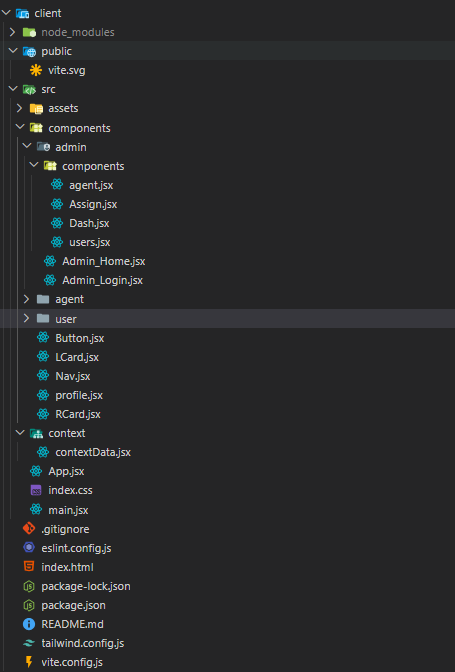 client
node_modules
public
vite.svg
src
assets
components
admin
components
agent.jsx
Assign.jsx
Dash.jsx
users.jsx
Admin_Home.jsx
Admin_Login.jsx
agent
user
Button.jsx
LCard.jsx
Nav.jsx
profile.jsx
RCard.jsx
context
contextData.jsx
App.jsx
index.css
main.jsx
.gitignore
eslint.config.js
index.html
package-lock.json
package.json
README.md
tailwind.config.js
vite.config.js